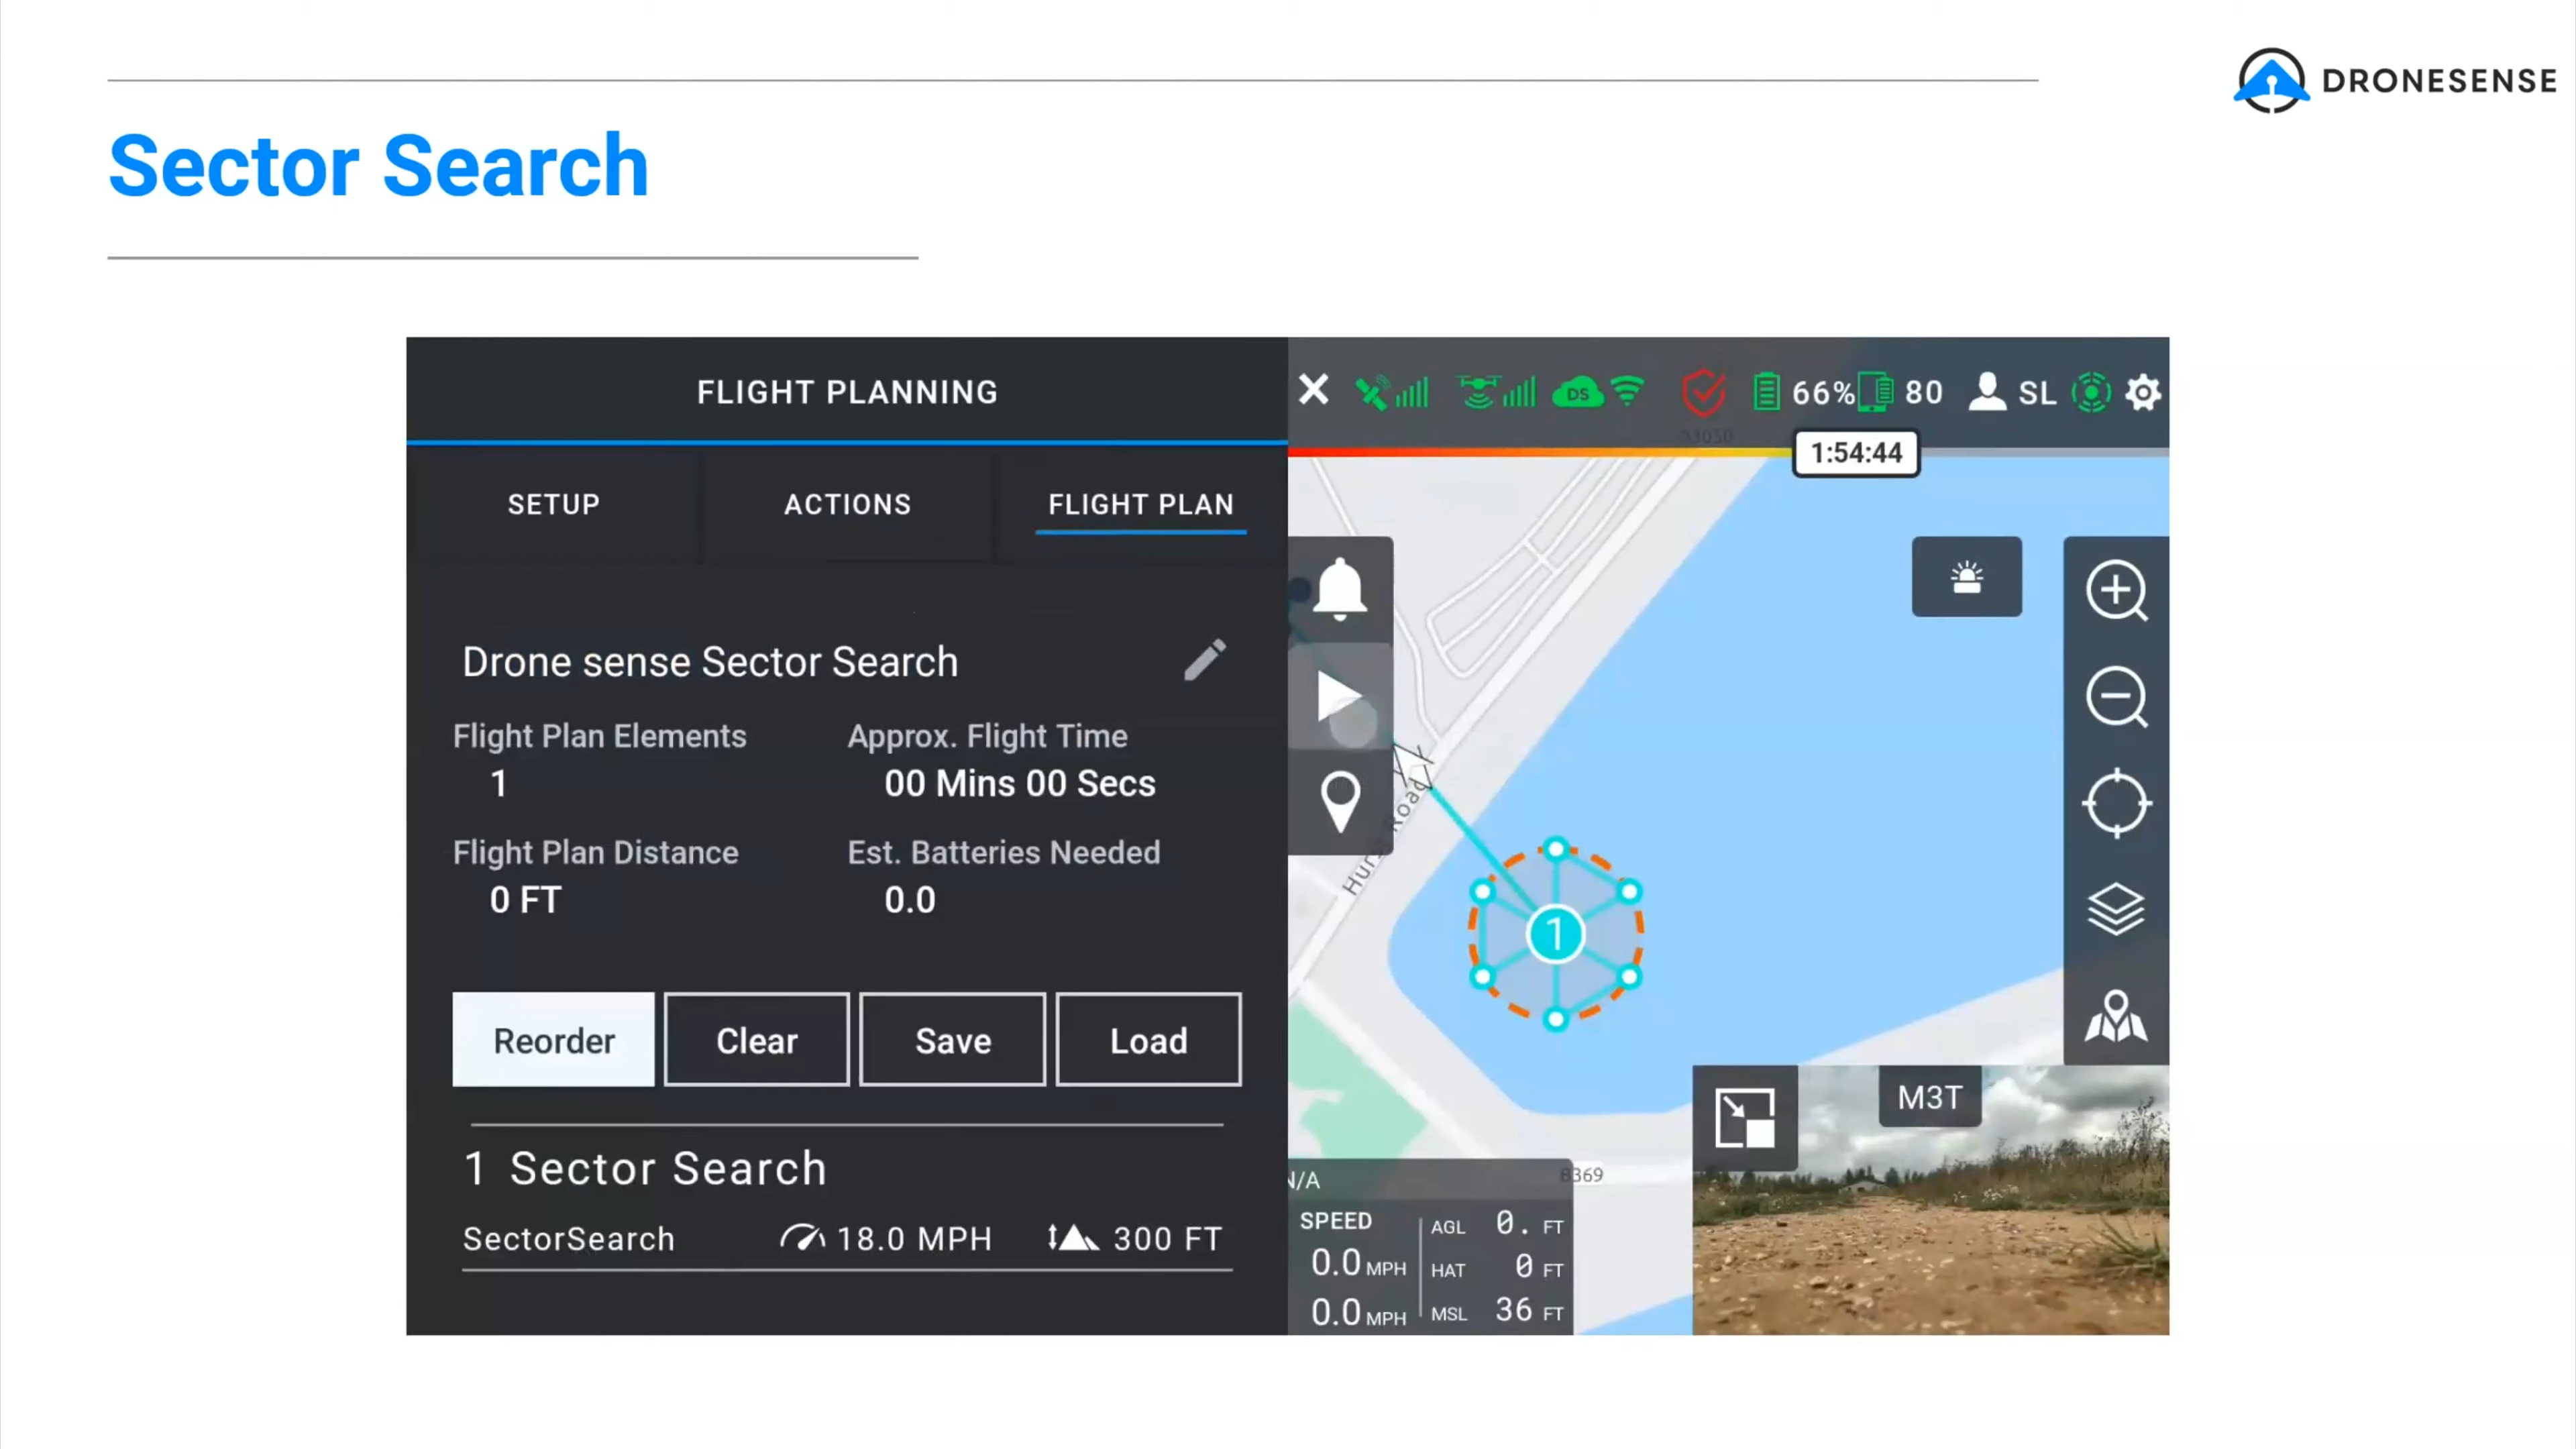 DRONESENSE
Sector Search
FLIGHT PLANNING
SETUP
ACTIONS
FLIGHT PLAN
Drone sense Sector Search
Flight Plan Elements
1
Approx. Flight Time
00 Mins 00 Secs
Flight Plan Distance
0 FT
Est. Batteries Needed
0.0
Reorder
Clear
Save
Load
1 Sector Search
SectorSearch 18.0 MPH 300 FT
DS
66%
80
SL
1:54:44
Road
1
M3T
N/A
B369
SPEED
0.0 MPH
0.0 MPH
AGL 0. FT
HAT 0 FT
MSL 36 FT